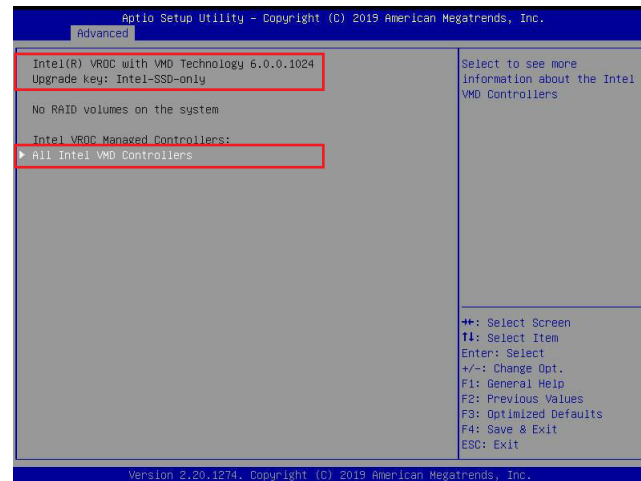 Aptio Setup Utility – Copyright (C) 2019 American Megatrends, Inc.
Advanced
Intel(R) VROC with VMD Technology 6.0.0.1024
Upgrade key: Intel-SSD-only
No RAID volumes on the system
Intel VROC Managed Controllers:
All Intel VMD Controllers
Select to see more
information about the Intel
VMD Controllers
→←: Select Screen
↑↓: Select Item
Enter: Select
+/-: Change Opt.
F1: General Help
F2: Previous Values
F3: Optimized Defaults
F4: Save & Exit
ESC: Exit
Version 2.20.1274. Copyright (C) 2019 American Megatrends, Inc.